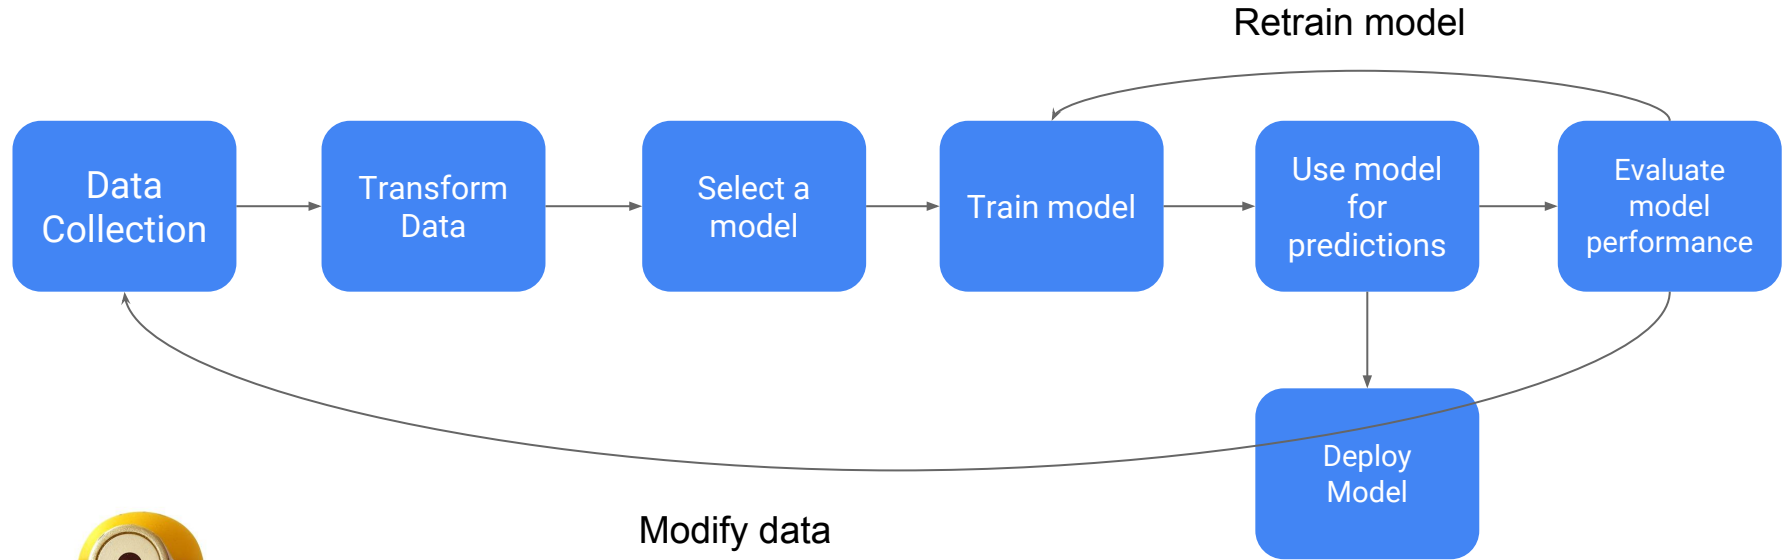 Retrain model
Data
Collection
Transform
Data
Select a
model
Train model
Use model
for
predictions
Evaluate
model
performance
Deploy
Model
Modify data